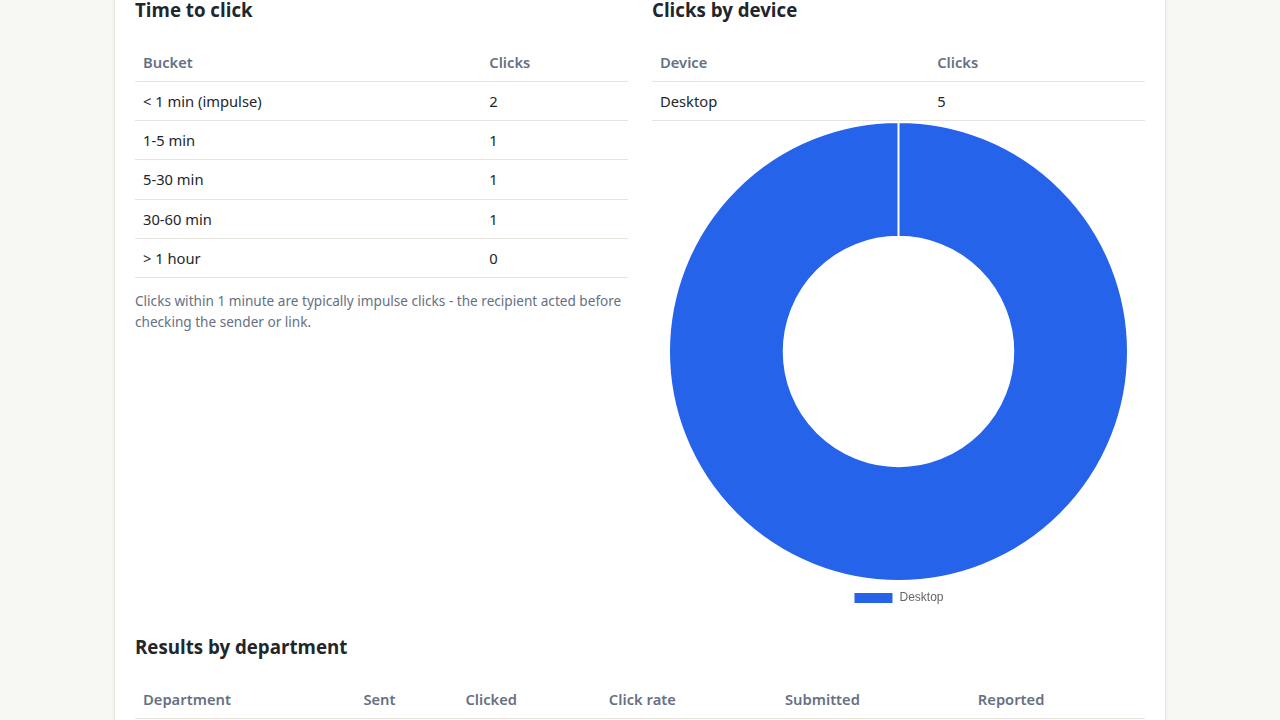 Time to click
Bucket Clicks
< 1 min (impulse) 2
1-5 min 1
5-30 min 1
30-60 min 1
> 1 hour 0
Clicks within 1 minute are typically impulse clicks - the recipient acted before
checking the sender or link.
Clicks by device
Device Clicks
Desktop 5
Desktop
Results by department
Department Sent Clicked Click rate Submitted Reported